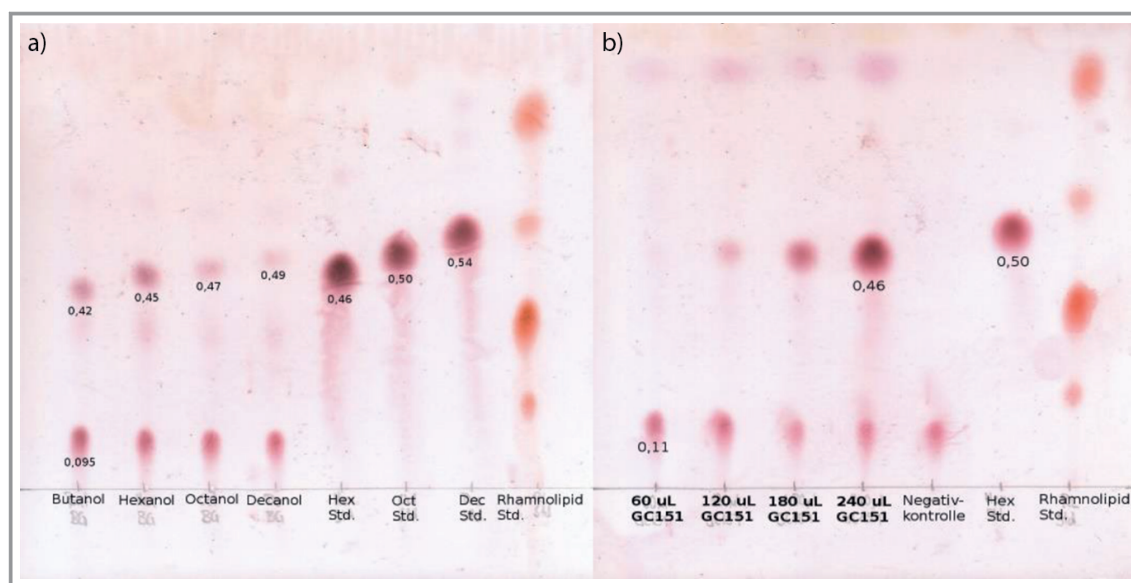 a)
0,42
0,45
0,47
0,49
0,46
0,50
0,54
0,095
Butanol Hexanol Octanol Decanol Hex Oct Dec Rhamnolipid
Std. Std. Std. Std.
b)
0,46
0,50
0,11
60 uL 120 uL 180 uL 240 uL Negativ- Hex Rhamnolipid
GC151 GC151 GC151 GC151 kontrolle Std. Std.